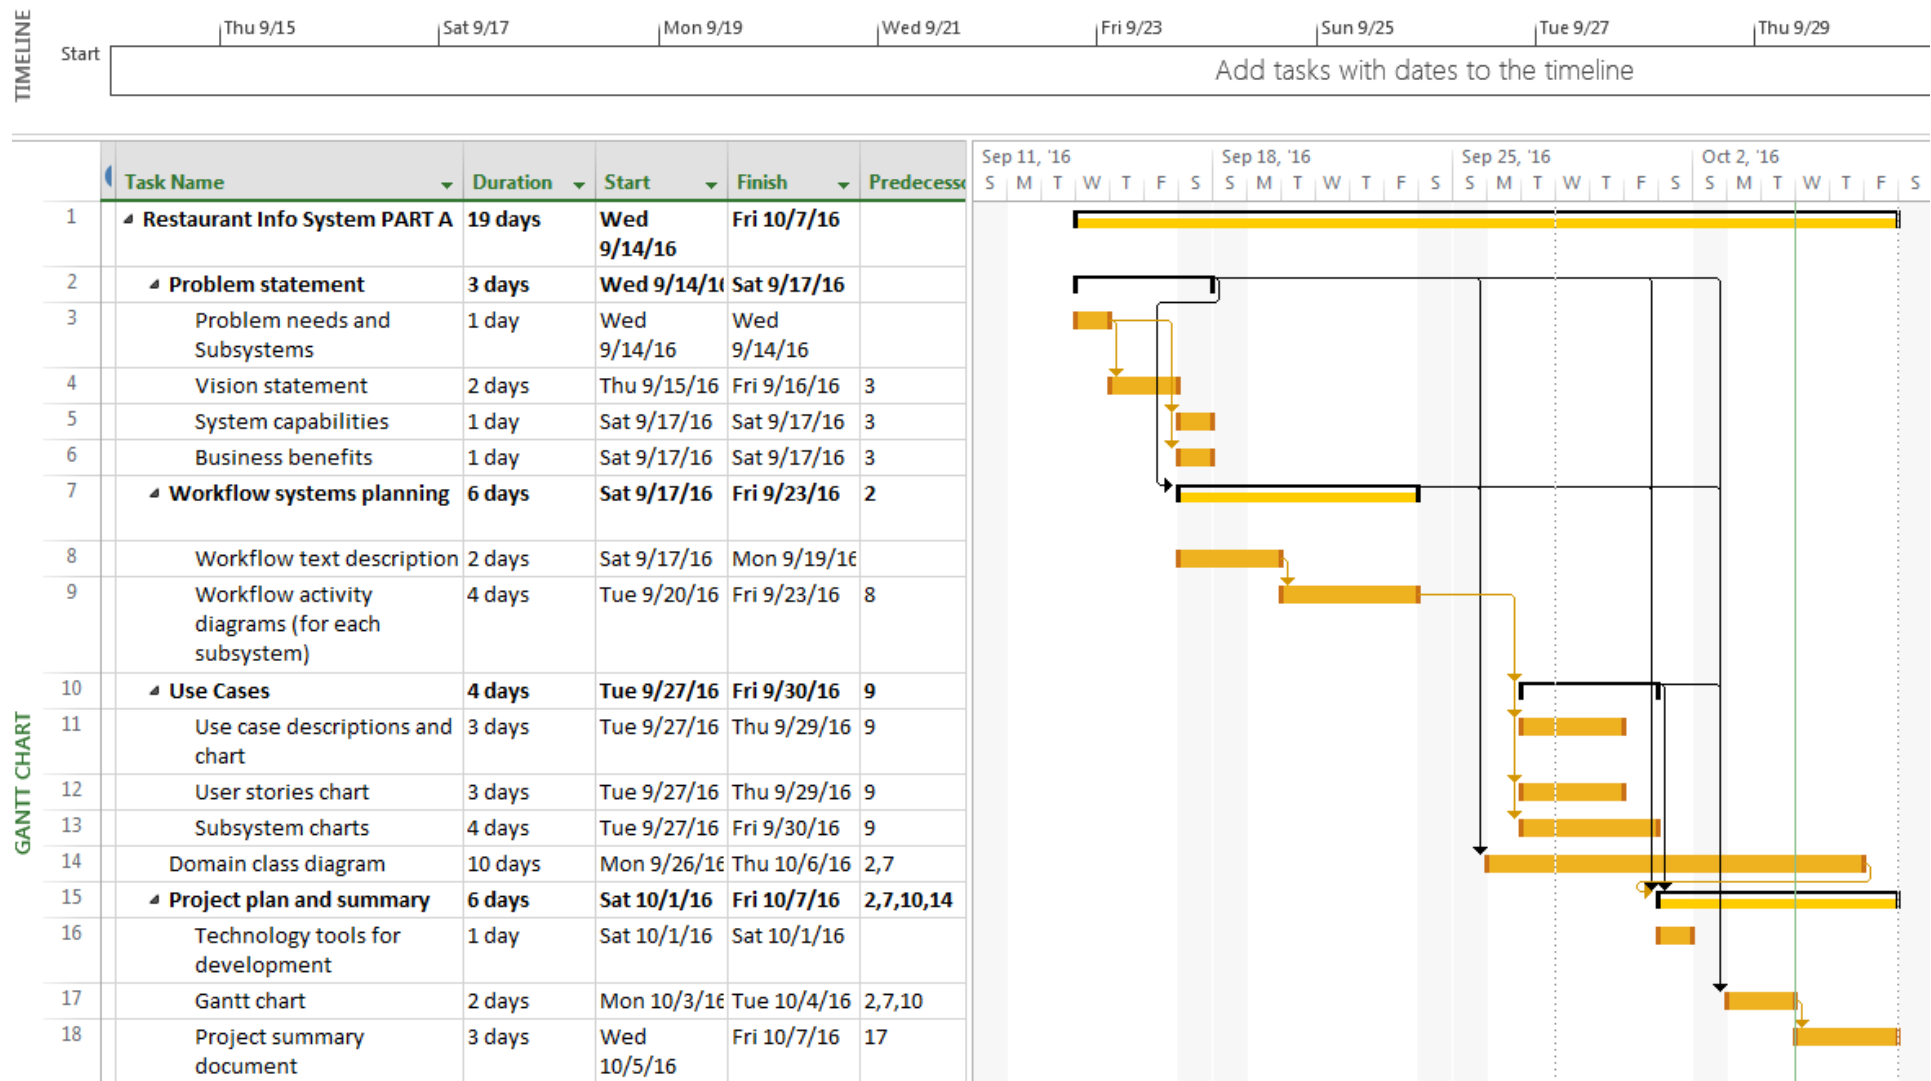 TIMELINE
Thu 9/15 Sat 9/17 Mon 9/19 Wed 9/21 Fri 9/23 Sun 9/25 Tue 9/27 Thu 9/29
Start
Add tasks with dates to the timeline
GANTT CHART
Sep 11, '16 Sep 18, '16 Sep 25, '16 Oct 2, '16
Task Name Duration Start Finish Predecesso
S M T W T F S S M T W T F S S M T W T F S S M T W T F S
1 Restaurant Info System PART A 19 days Wed Fri 10/7/16
9/14/16
2 Problem statement 3 days Wed 9/14/16 Sat 9/17/16
3 Problem needs and 1 day Wed Wed
Subsystems 9/14/16 9/14/16
4 Vision statement 2 days Thu 9/15/16 Fri 9/16/16 3
5 System capabilities 1 day Sat 9/17/16 Sat 9/17/16 3
6 Business benefits 1 day Sat 9/17/16 Sat 9/17/16 3
7 Workflow systems planning 6 days Sat 9/17/16 Fri 9/23/16 2
8 Workflow text description 2 days Sat 9/17/16 Mon 9/19/16
9 Workflow activity 4 days Tue 9/20/16 Fri 9/23/16 8
diagrams (for each
subsystem)
10 Use Cases 4 days Tue 9/27/16 Fri 9/30/16 9
11 Use case descriptions and 3 days Tue 9/27/16 Thu 9/29/16 9
chart
12 User stories chart 3 days Tue 9/27/16 Thu 9/29/16 9
13 Subsystem charts 4 days Tue 9/27/16 Fri 9/30/16 9
14 Domain class diagram 10 days Mon 9/26/16 Thu 10/6/16 2,7
15 Project plan and summary 6 days Sat 10/1/16 Fri 10/7/16 2,7,10,14
16 Technology tools for 1 day Sat 10/1/16 Sat 10/1/16
development
17 Gantt chart 2 days Mon 10/3/16 Tue 10/4/16 2,7,10
18 Project summary 3 days Wed Fri 10/7/16 17
document 10/5/16